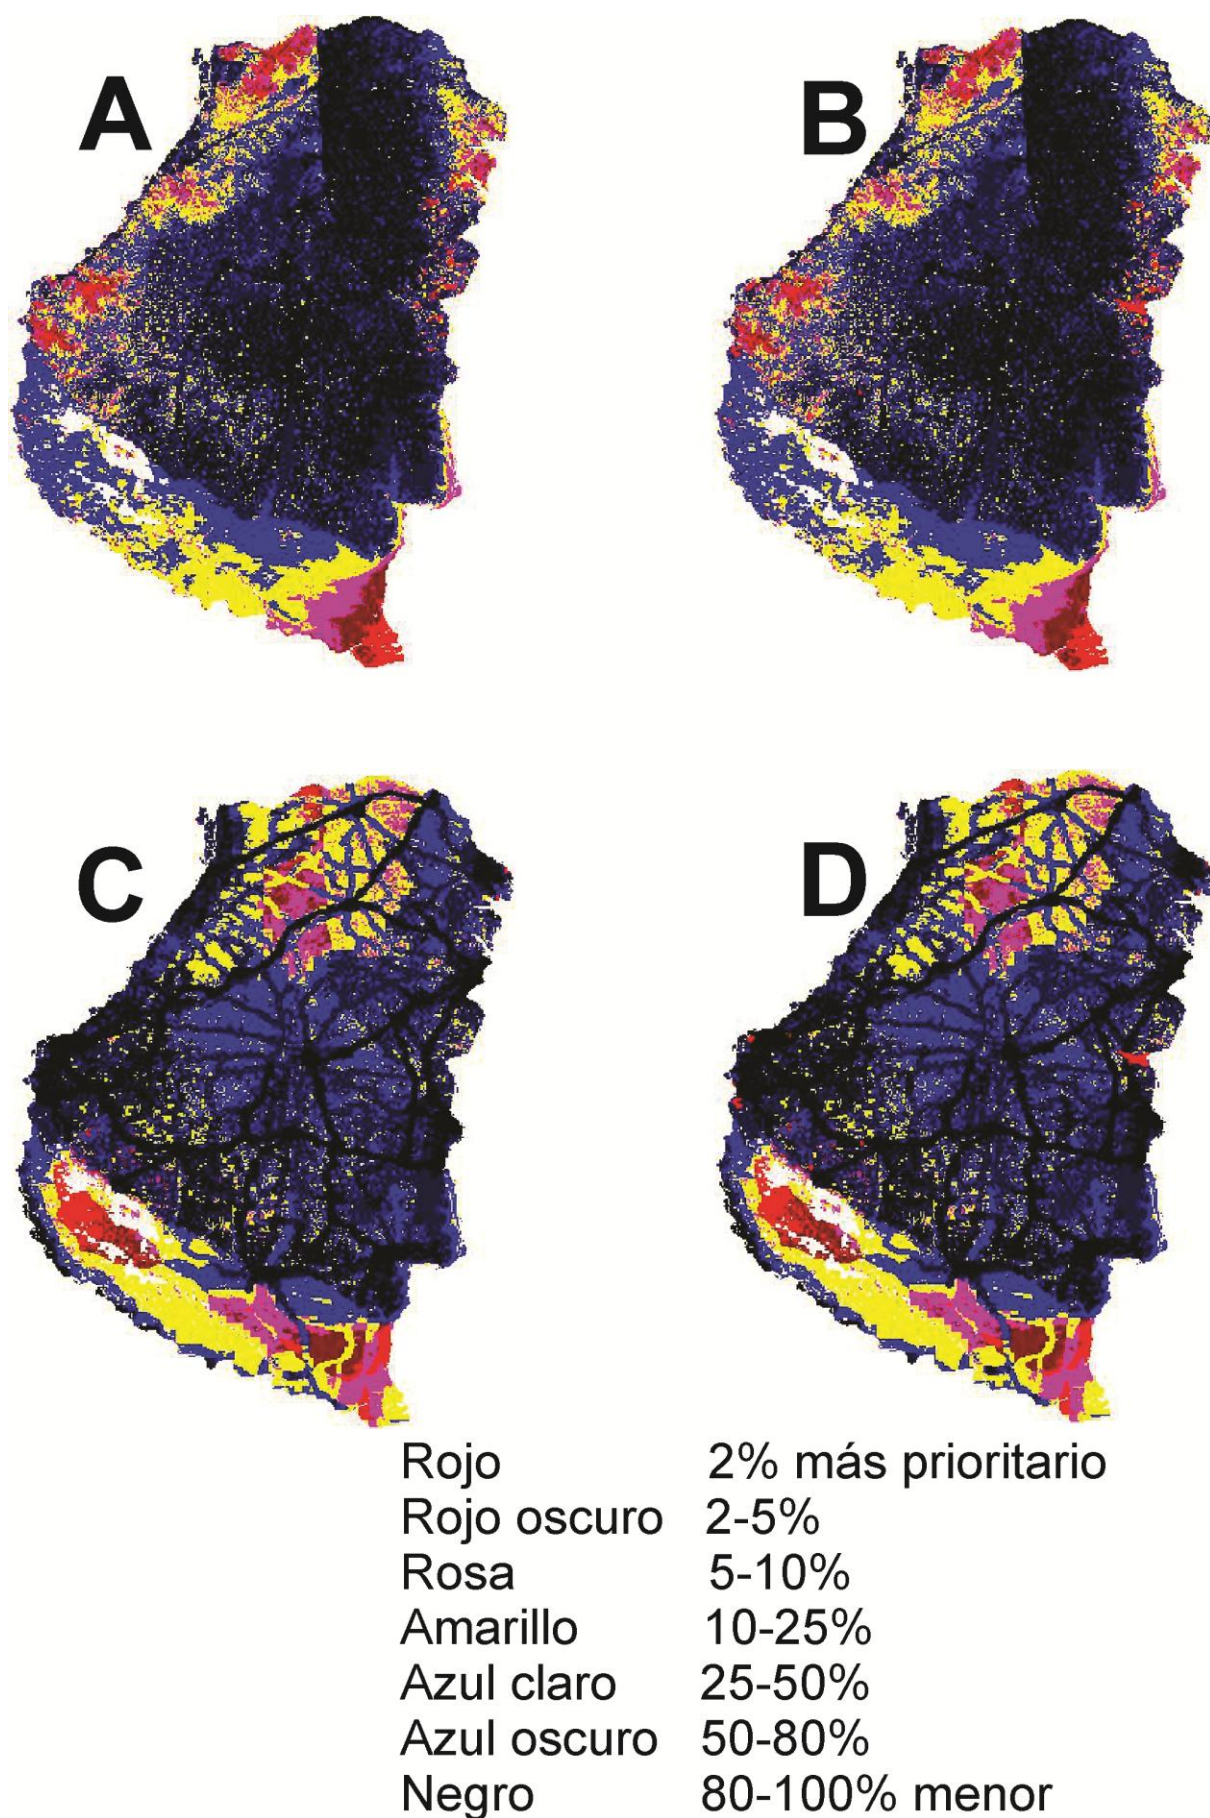 A B
C D
Rojo 2% más prioritario
Rojo oscuro 2-5%
Rosa 5-10%
Amarillo 10-25%
Azul claro 25-50%
Azul oscuro 50-80%
Negro 80-100% menor